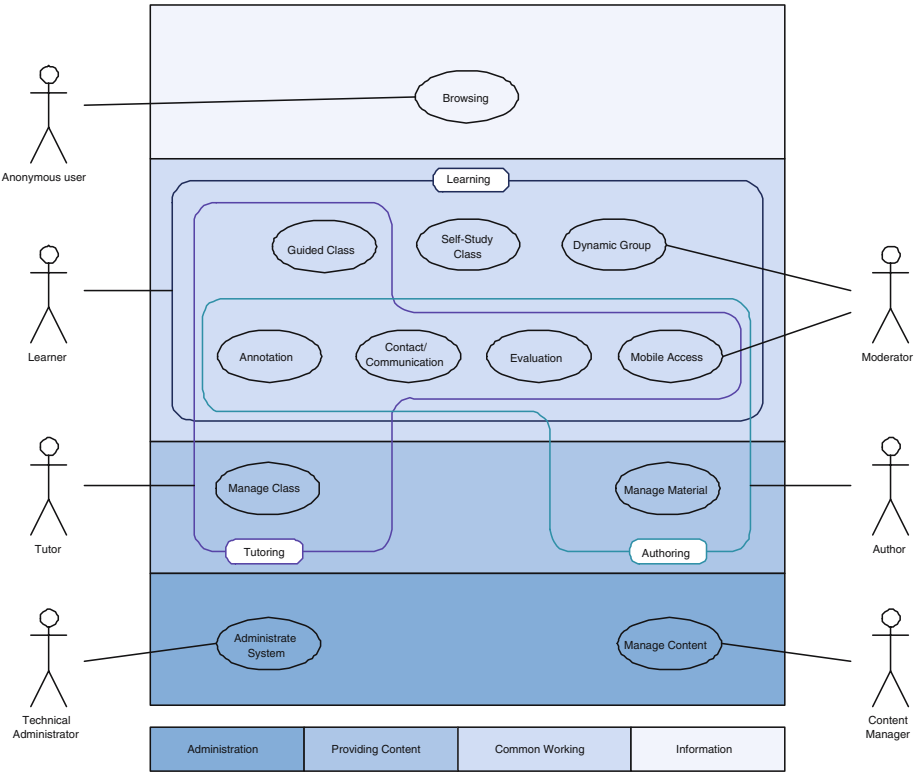 Browsing
Anonymous user
Learning
Guided Class
Self-Study
Class
Dynamic Group
Learner
Annotation
Contact/
Communication
Evaluation
Mobile Access
Moderator
Manage Class
Manage Material
Tutor
Tutoring
Authoring
Author
Administrate
System
Manage Content
Technical
Administrator
Content
Manager
Administration
Providing Content
Common Working
Information